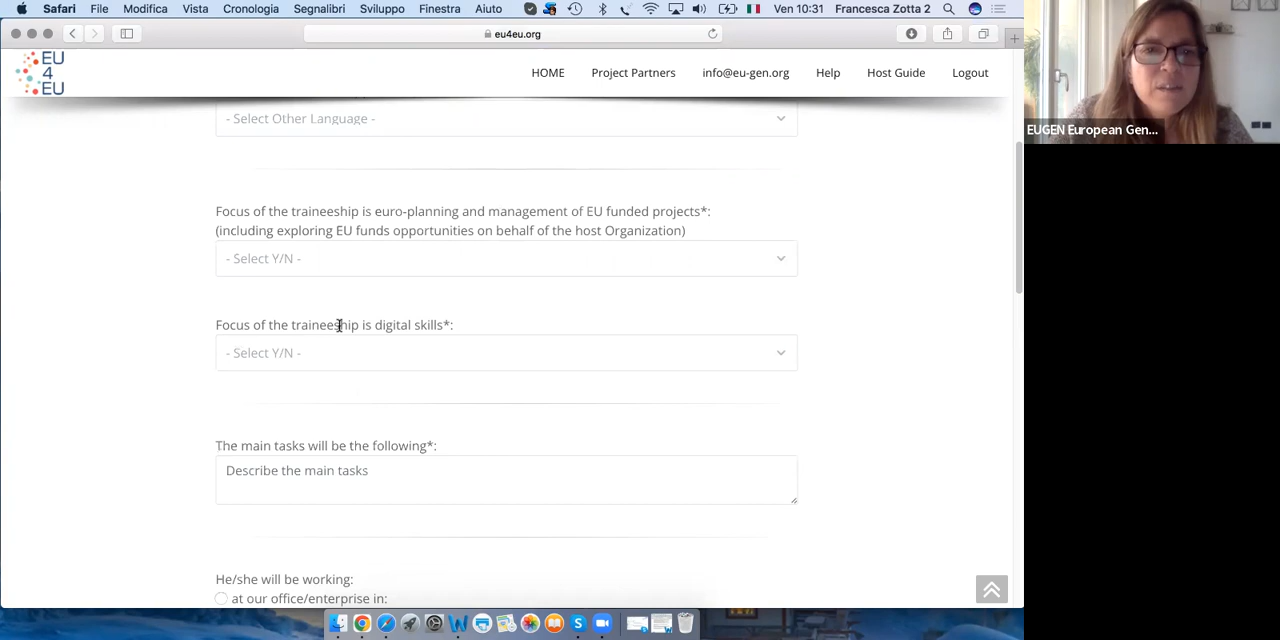 Safari File Modifica Vista Cronologia Segnalibri Sviluppo Finestra Aiuto Ven 10:31 Francesca Zotta 2
eu4eu.org
EU
4
EU
HOME Project Partners info@eu-gen.org Help Host Guide Logout
EUGEN European Gen...
- Select Other Language -
Focus of the traineeship is euro-planning and management of EU funded projects*:
(including exploring EU funds opportunities on behalf of the host Organization)
- Select Y/N -
Focus of the traineeship is digital skills*:
- Select Y/N -
The main tasks will be the following*:
Describe the main tasks
He/she will be working:
at our office/enterprise in: